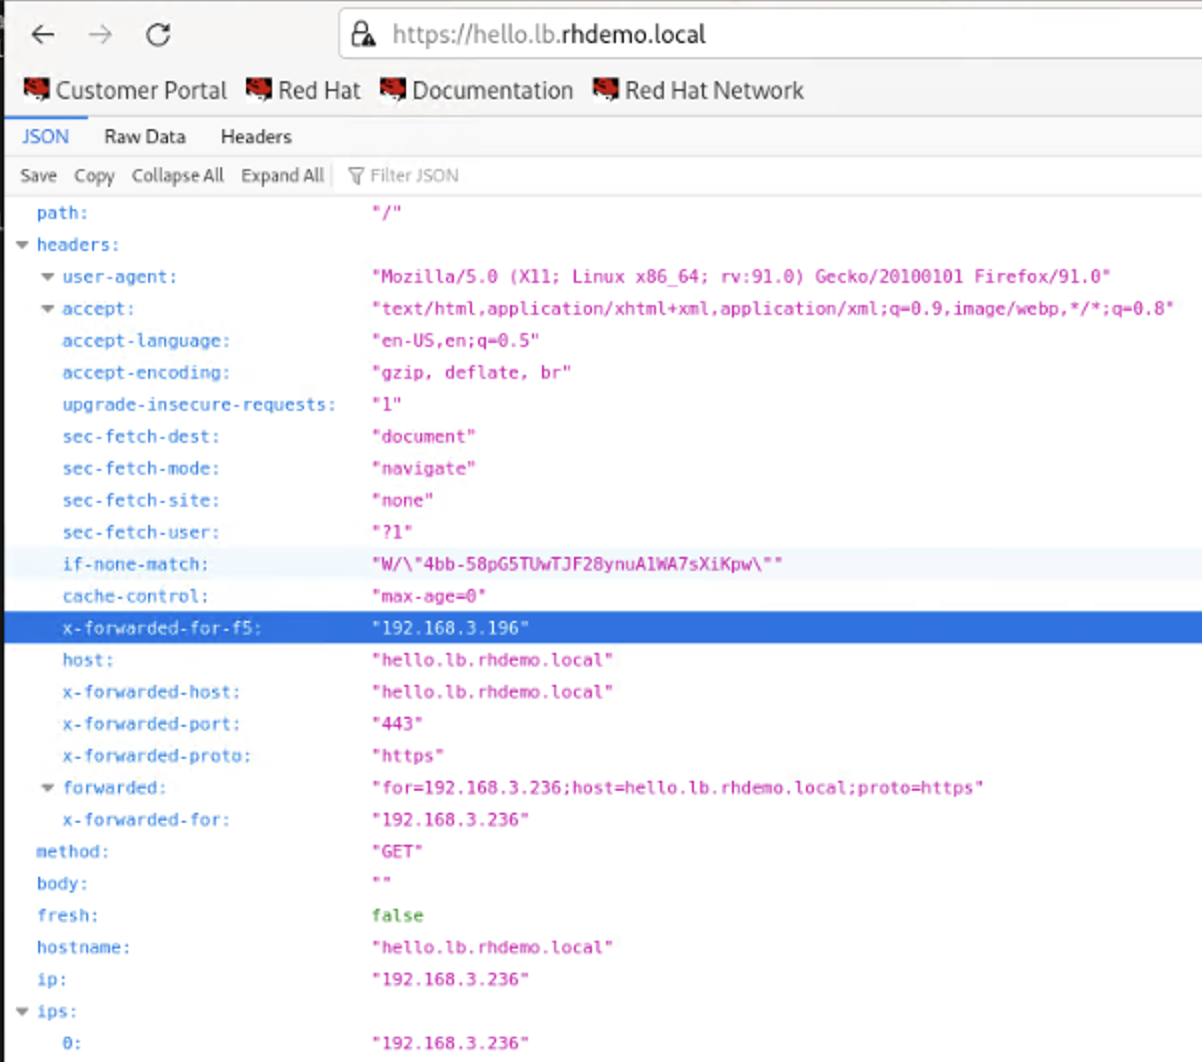 https://hello.lb.rhdemo.local
Customer Portal Red Hat Documentation Red Hat Network
JSON Raw Data Headers
Save Copy Collapse All Expand All Filter JSON
path: "/"
headers:
user-agent: "Mozilla/5.0 (X11; Linux x86_64; rv:91.0) Gecko/20100101 Firefox/91.0"
accept: "text/html,application/xhtml+xml,application/xml;q=0.9,image/webp,*/*;q=0.8"
accept-language: "en-US,en;q=0.5"
accept-encoding: "gzip, deflate, br"
upgrade-insecure-requests: "1"
sec-fetch-dest: "document"
sec-fetch-mode: "navigate"
sec-fetch-site: "none"
sec-fetch-user: "?1"
if-none-match: "W/\"4bb-58pG5TUwTJF28ynuA1WA7sXiKpw\""
cache-control: "max-age=0"
x-forwarded-for-f5: "192.168.3.196"
host: "hello.lb.rhdemo.local"
x-forwarded-host: "hello.lb.rhdemo.local"
x-forwarded-port: "443"
x-forwarded-proto: "https"
forwarded: "for=192.168.3.236;host=hello.lb.rhdemo.local;proto=https"
x-forwarded-for: "192.168.3.236"
method: "GET"
body: ""
fresh: false
hostname: "hello.lb.rhdemo.local"
ip: "192.168.3.236"
ips:
0: "192.168.3.236"